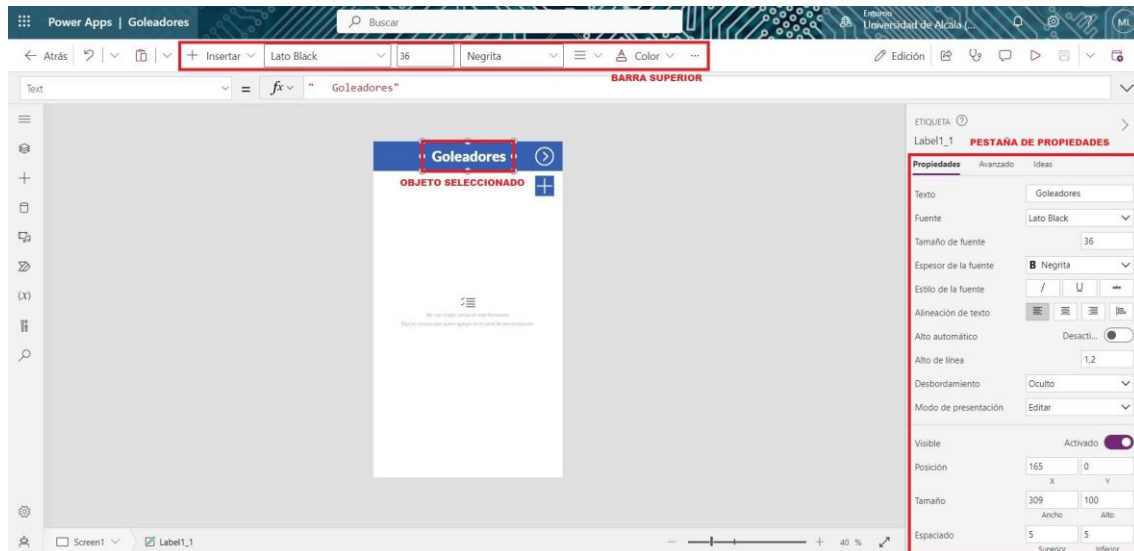 Power Apps | Goleadores
Buscar
Entorno
Universidad de Alcala (...
ML
Atrás
Insertar
Lato Black
36
Negrita
Color
...
Edición
BARRA SUPERIOR
Text
=
fx
" Goleadores"
ETIQUETA
Label1_1
PESTAÑA DE PROPIEDADES
Goleadores
OBJETO SELECCIONADO
Propiedades Avanzado Ideas
Texto Goleadores
Fuente Lato Black
Tamaño de fuente 36
Espesor de la fuente B Negrita
Estilo de la fuente / U abc
Alineación de texto
Alto automático Desacti...
Alto de línea 1,2
Desbordamiento Oculto
Modo de presentación Editar
Visible Activado
Posición 165 0
X Y
Tamaño 309 100
Ancho Alto
Espaciado 5 5
Superior Inferior
(x)
Screen1
Label1_1
40 %